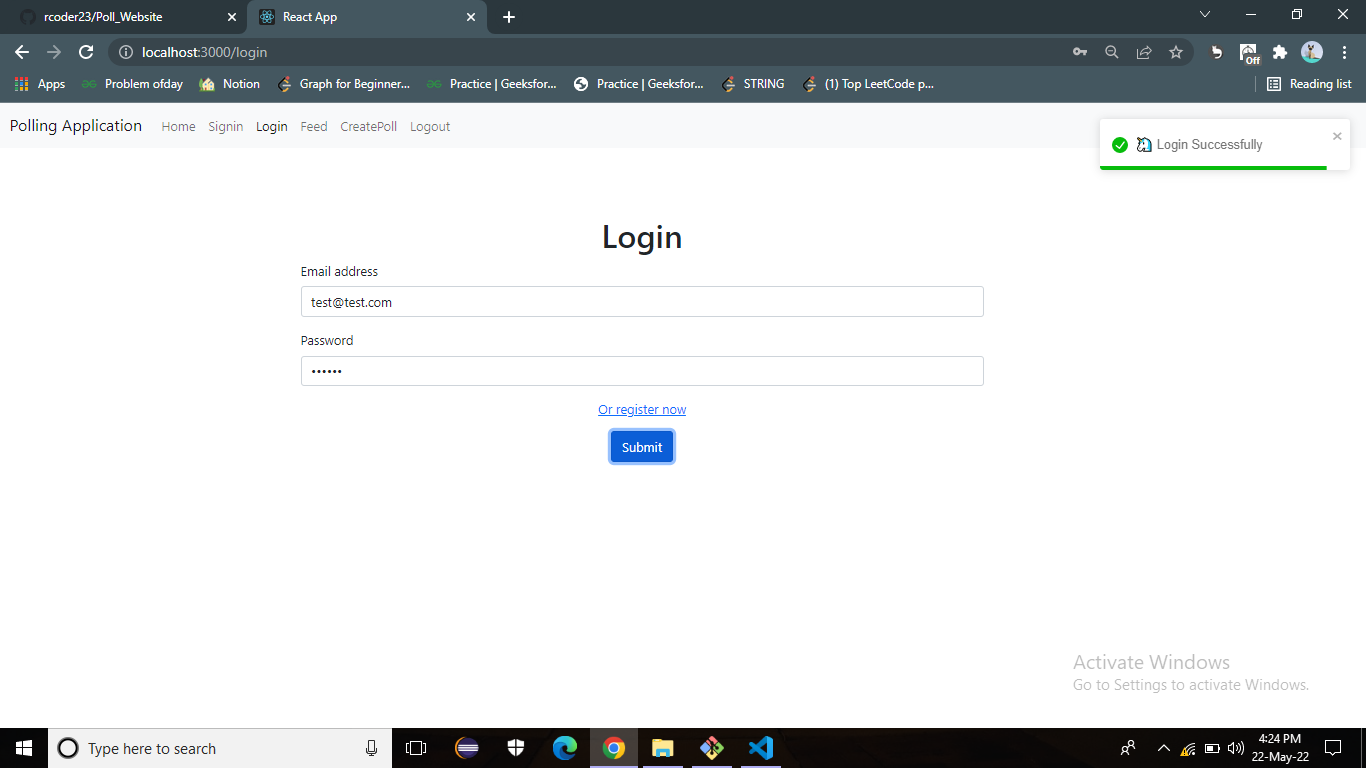 rcoder23/Poll_Website
React App
localhost:3000/login
Off
Apps
Problem ofday
Notion
Graph for Beginner...
Practice | Geeksfor...
Practice | Geeksfor...
STRING
(1) Top LeetCode p...
Reading list
Polling Application
Home
Signin
Login
Feed
CreatePoll
Logout
Login Successfully
Login
Email address
test@test.com
Password
••••••
Or register now
Submit
Activate Windows
Go to Settings to activate Windows.
Type here to search
4:24 PM
22-May-22